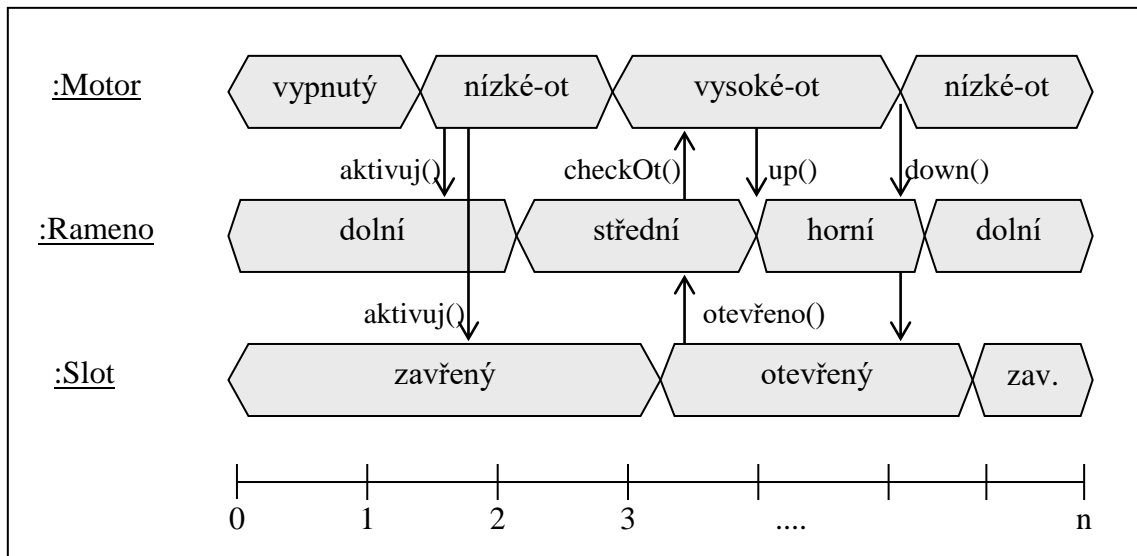 :Motor vypnutý nízké-ot vysoké-ot nízké-ot
aktivuj() checkOt() up() down()
:Rameno dolní střední horní dolní
aktivuj() otevřeno()
:Slot zavřený otevřený zav.
0 1 2 3 .... n